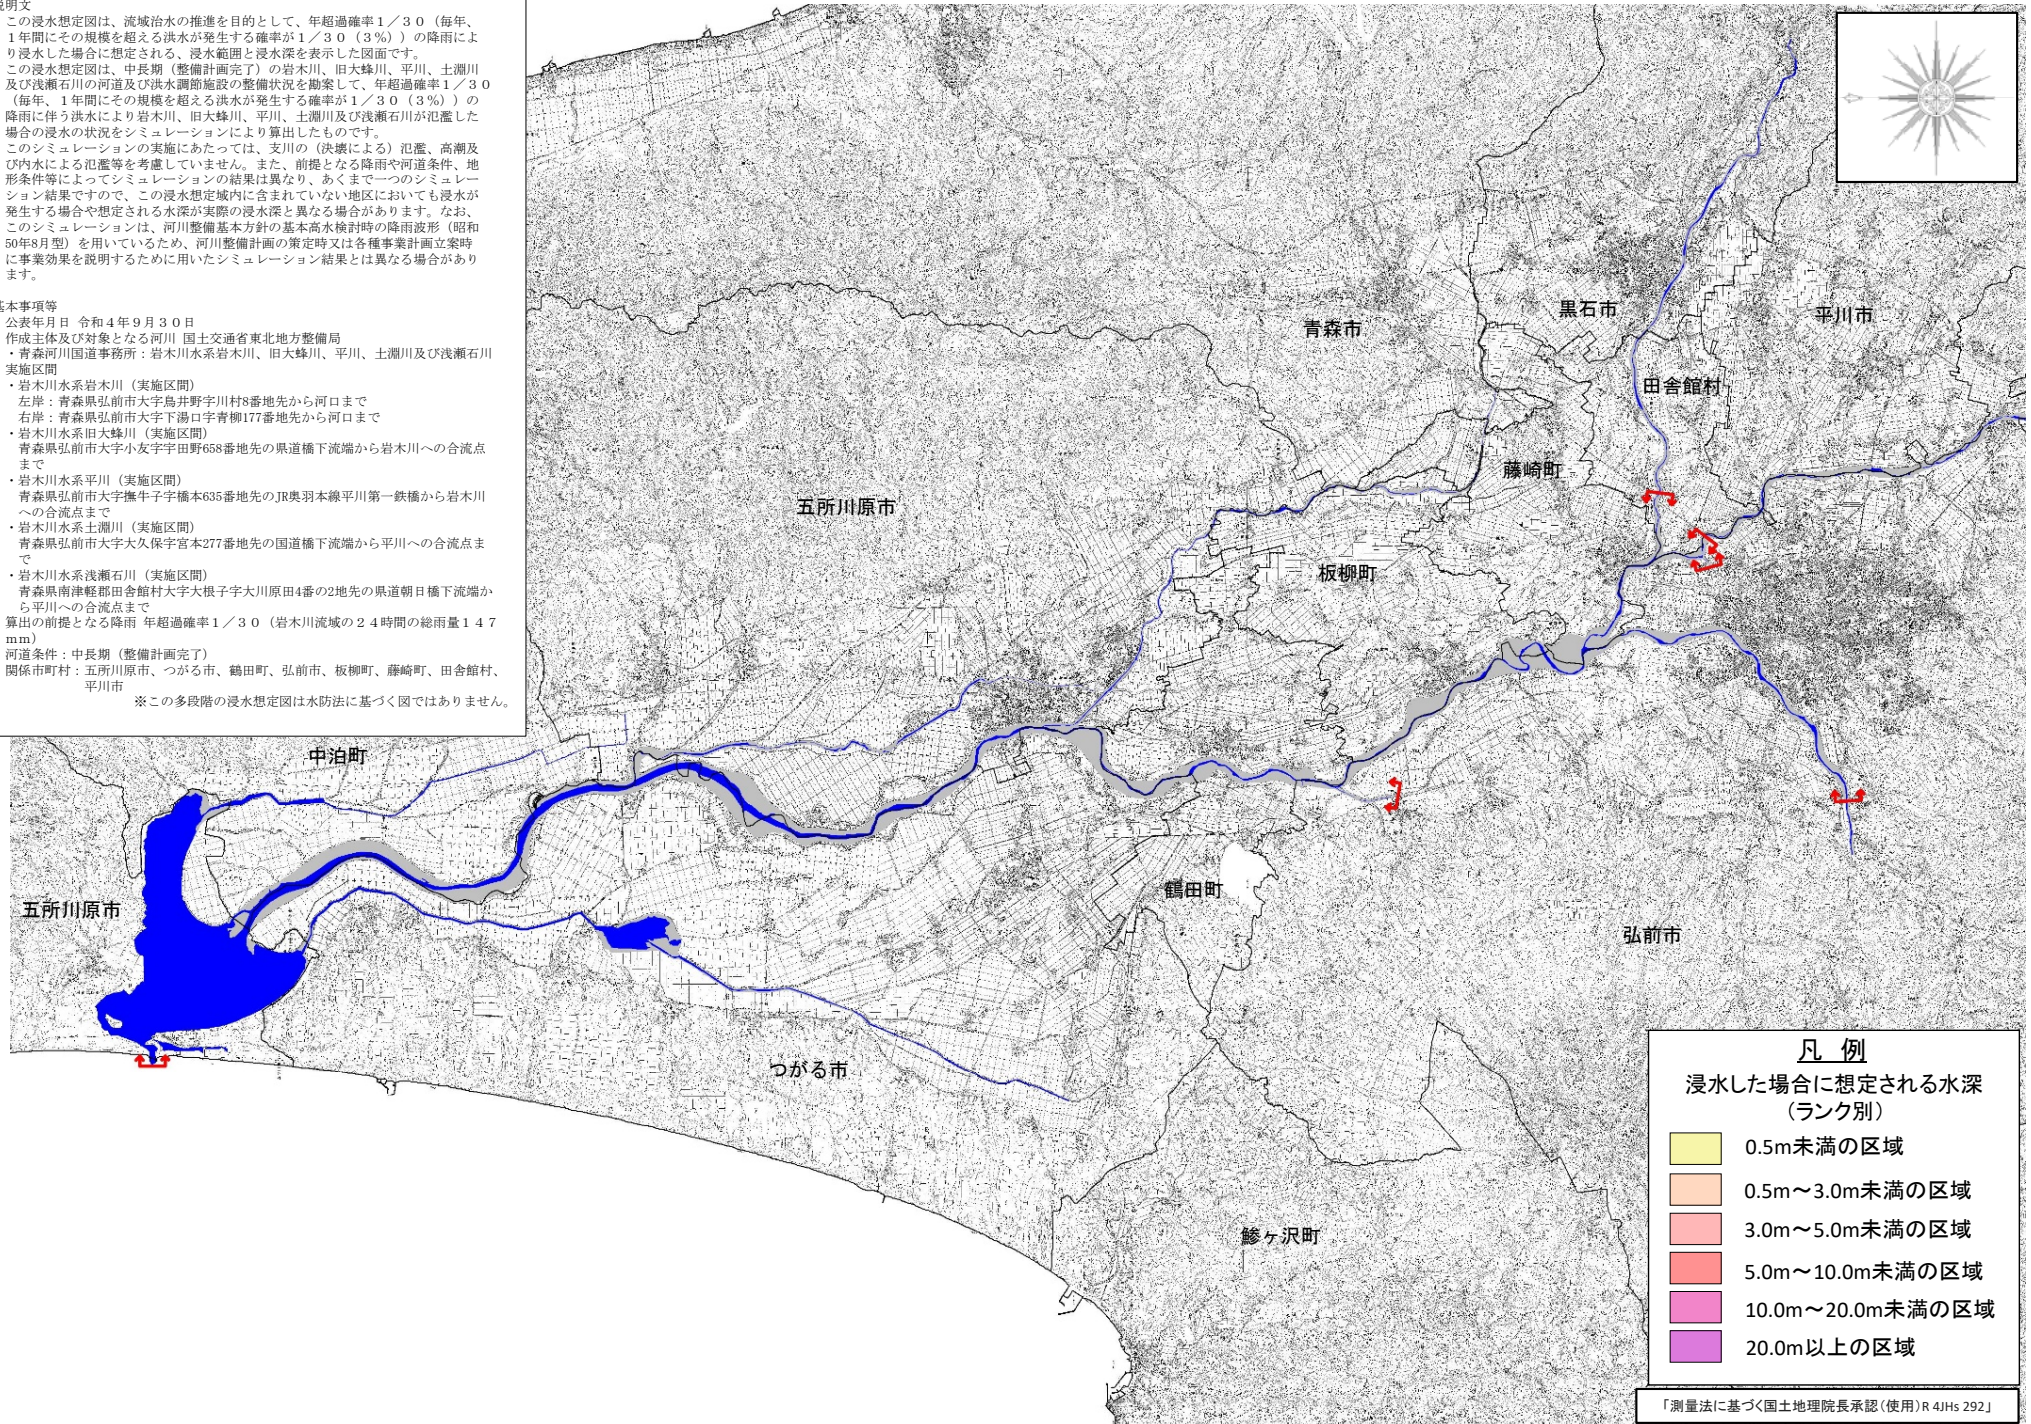 説明文
この浸水想定図は、流域治水の推進を目的として、年超過確率１／３０（毎年、
１年間にその規模を超える洪水が発生する確率が１／３０（３％））の降雨によ
り浸水した場合に想定される、浸水範囲と浸水深を表示した図面です。
この浸水想定図は、中長期（整備計画完了）の岩木川、旧大蜂川、平川、土淵川
及び浅瀬石川の河道及び洪水調節施設の整備状況を勘案して、年超過確率１／３０
（毎年、１年間にその規模を超える洪水が発生する確率が１／３０（３％））の
降雨に伴う洪水により岩木川、旧大蜂川、平川、土淵川及び浅瀬石川が氾濫した
場合の浸水の状況をシミュレーションにより算出したものです。
このシミュレーションの実施にあたっては、支川の（決壊による）氾濫、高潮及
び内水による氾濫等を考慮していません。また、前提となる降雨や河道条件、地
形条件等によってシミュレーションの結果は異なり、あくまで一つのシミュレー
ション結果ですので、この浸水想定域内に含まれていない地区においても浸水が
発生する場合や想定される水深が実際の浸水深と異なる場合があります。なお、
このシミュレーションは、河川整備基本方針の基本高水検討時の降雨波形（昭和
50年8月型）を用いているため、河川整備計画の策定時又は各種事業計画立案時
に事業効果を説明するために用いたシミュレーション結果とは異なる場合があり
ます。
基本事項等
公表年月日 令和４年９月３０日
作成主体及び対象となる河川 国土交通省東北地方整備局
・青森河川国道事務所：岩木川水系岩木川、旧大蜂川、平川、土淵川及び浅瀬石川
実施区間
・岩木川水系岩木川（実施区間）
左岸：青森県弘前市大字鳥井野字川村8番地先から河口まで
右岸：青森県弘前市大字下湯口字青柳177番地先から河口まで
・岩木川水系旧大蜂川（実施区間）
青森県弘前市大字小友字宇田野658番地先の県道橋下流端から岩木川への合流点
まで
・岩木川水系平川（実施区間）
青森県弘前市大字撫牛子字橋本635番地先のJR奥羽本線平川第一鉄橋から岩木川
への合流点まで
・岩木川水系土淵川（実施区間）
青森県弘前市大字大久保字宮本277番地先の国道橋下流端から平川への合流点ま
で
・岩木川水系浅瀬石川（実施区間）
青森県南津軽郡田舎館村大字大根子字大川原田4番の2地先の県道朝日橋下流端か
ら平川への合流点まで
算出の前提となる降雨 年超過確率１／３０（岩木川流域の２４時間の総雨量１４７
mm）
河道条件：中長期（整備計画完了）
関係市町村：五所川原市、つがる市、鶴田町、弘前市、板柳町、藤崎町、田舎館村、
平川市
※この多段階の浸水想定図は水防法に基づく図ではありません。
黒石市
平川市
青森市
田舎館村
藤崎町
五所川原市
板柳町
中泊町
鶴田町
五所川原市
弘前市
つがる市
鰺ヶ沢町
凡 例
浸水した場合に想定される水深
（ランク別）
0.5m未満の区域
0.5m～3.0m未満の区域
3.0m～5.0m未満の区域
5.0m～10.0m未満の区域
10.0m～20.0m未満の区域
20.0m以上の区域
「測量法に基づく国土地理院長承認（使用）R 4JHs 292」